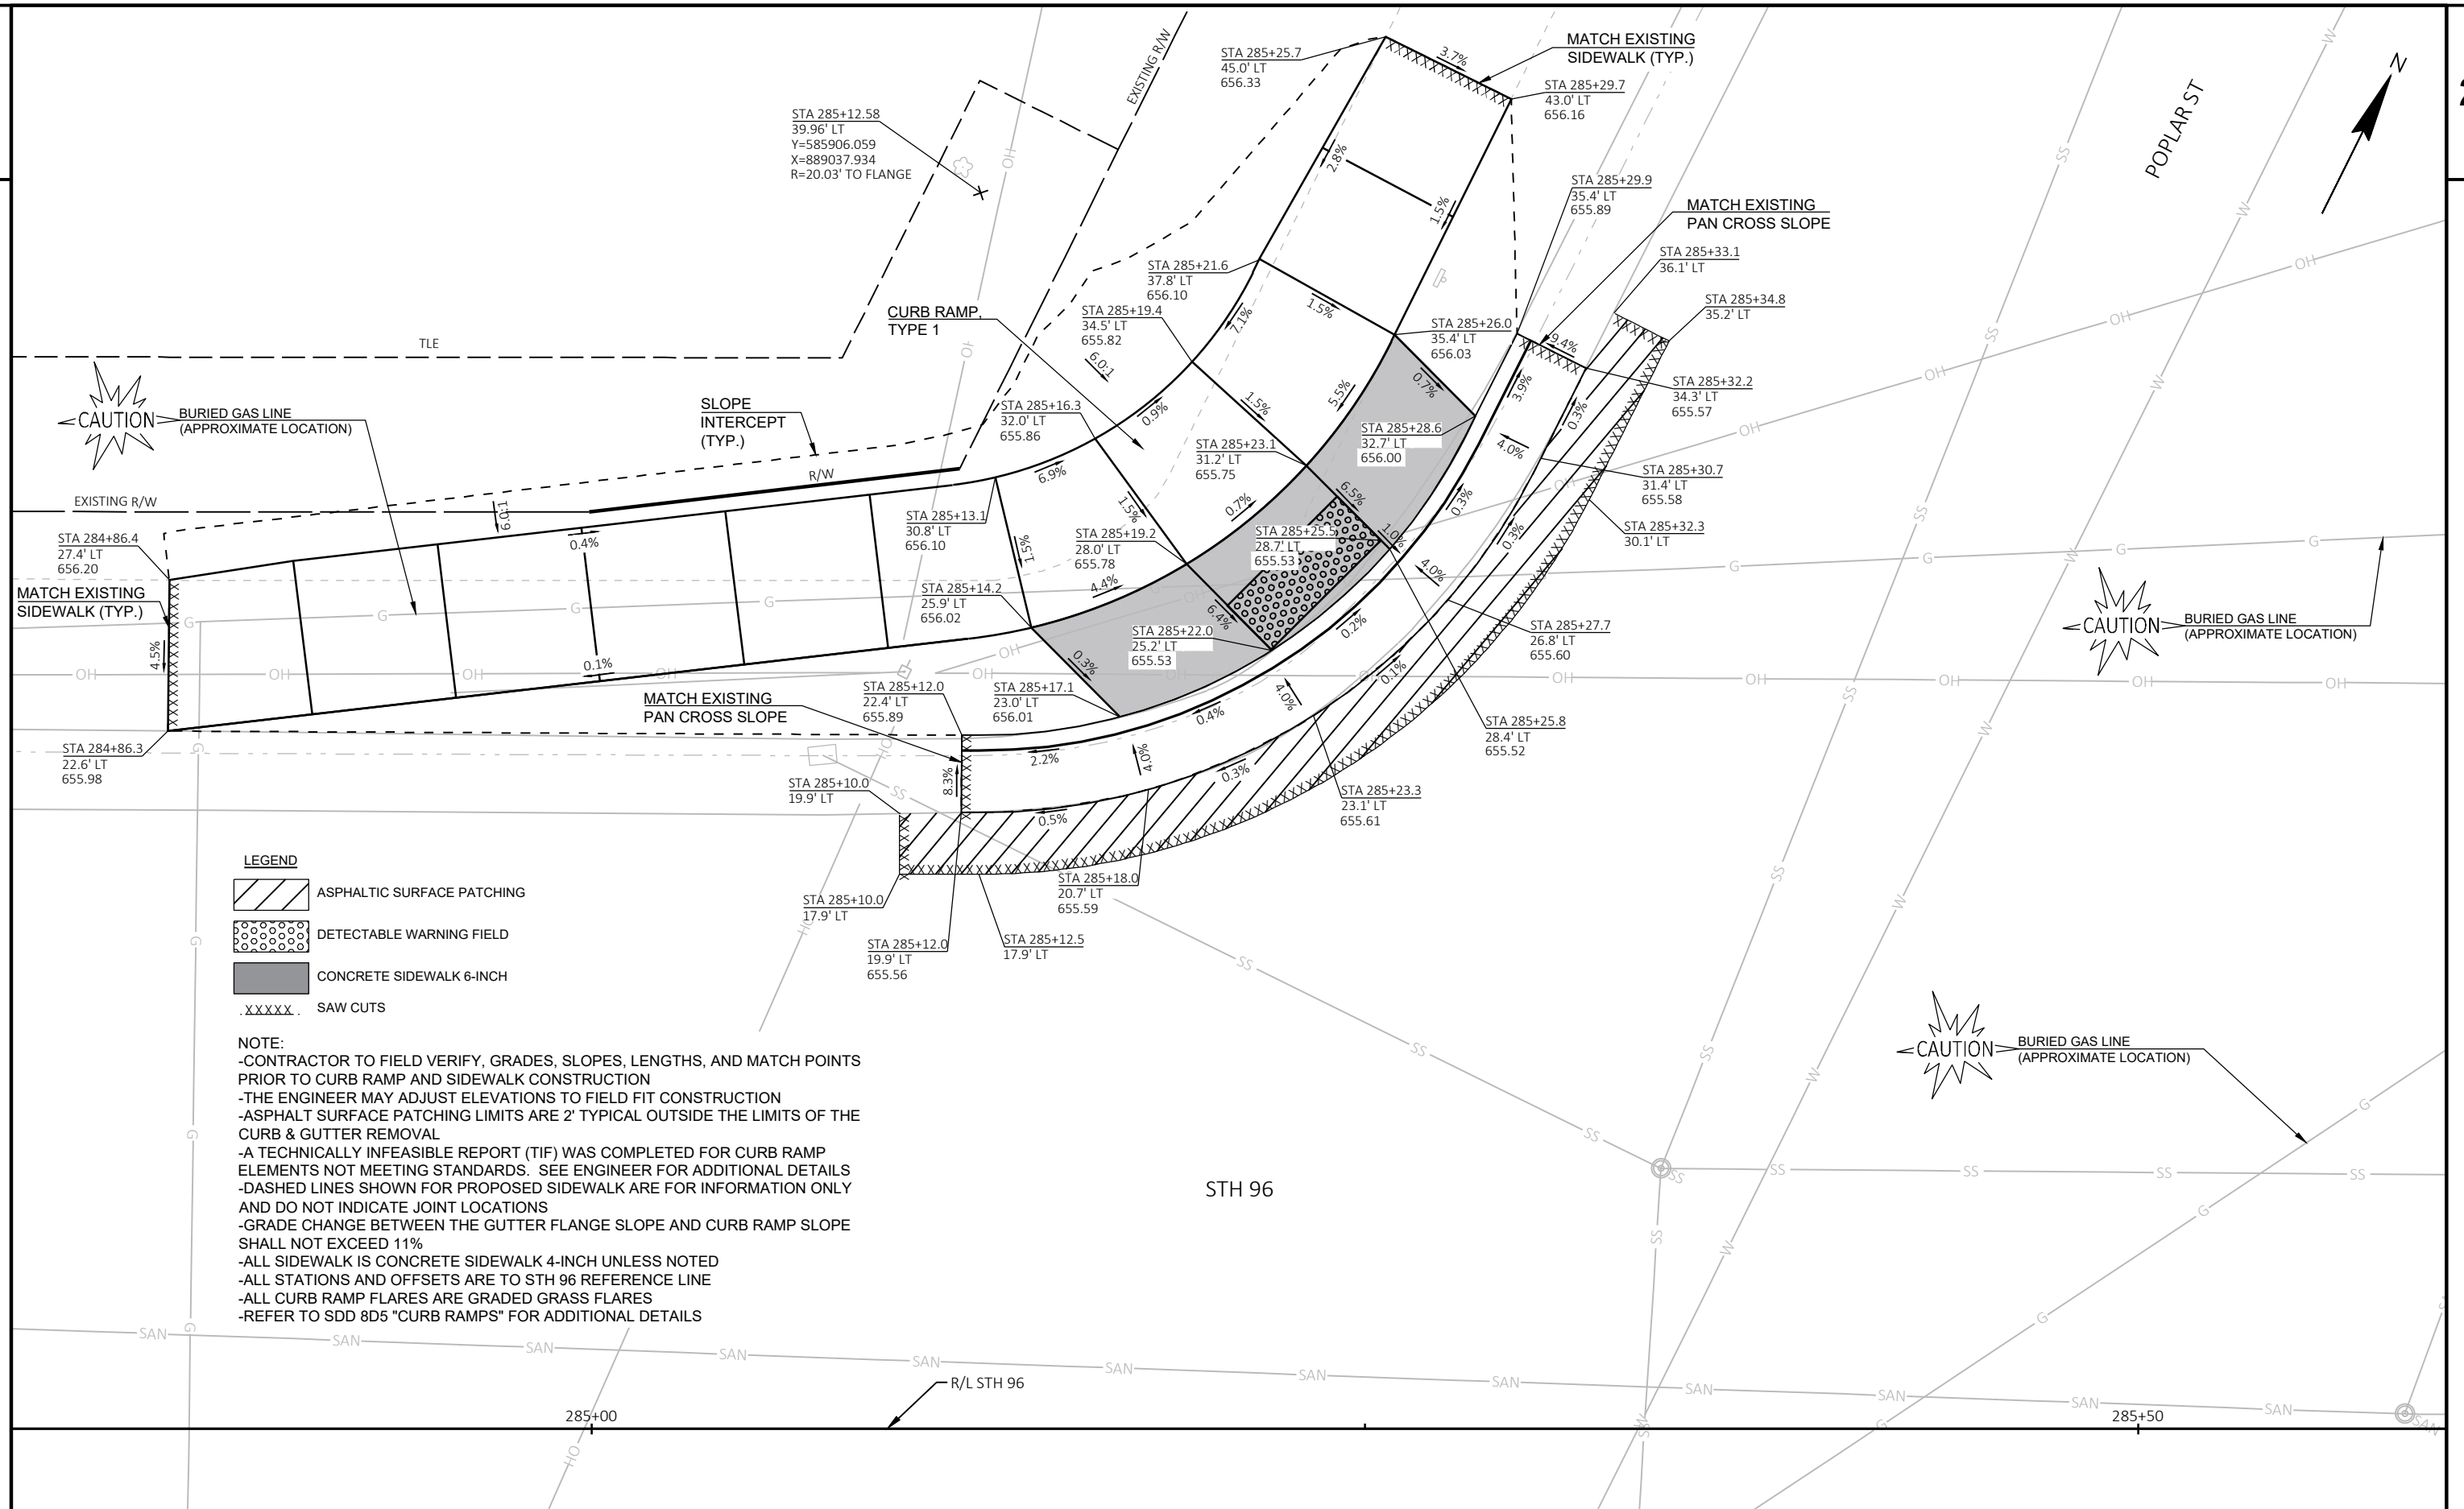 STA 285+25.7
45.0' LT
656.33
3.7%
MATCH EXISTING
SIDEWALK (TYP.)
STA 285+29.7
43.0' LT
656.16
N
POPLAR ST
EXISTING R/W
STA 285+12.58
39.96' LT
Y=585906.059
X=889037.934
R=20.03' TO FLANGE
OH
2.8%
1.5%
STA 285+29.9
35.4' LT
655.89
MATCH EXISTING
PAN CROSS SLOPE
STA 285+33.1
36.1' LT
STA 285+34.8
35.2' LT
STA 285+21.6
37.8' LT
656.10
1.5%
STA 285+19.4
34.5' LT
655.82
7.1%
6.0:1
CURB RAMP,
TYPE 1
STA 285+26.0
35.4' LT
656.03
9.4%
STA 285+32.2
34.3' LT
655.57
TLE
CAUTION
BURIED GAS LINE
(APPROXIMATE LOCATION)
SLOPE
INTERCEPT
(TYP.)
STA 285+16.3
32.0' LT
655.86
0.9%
1.5%
5.5%
0.7%
3.9%
0.3%
STA 285+23.1
31.2' LT
655.75
STA 285+28.6
32.7' LT
656.00
4.0%
STA 285+30.7
31.4' LT
655.58
R/W
6.9%
EXISTING R/W
6.0:1
0.4%
STA 285+13.1
30.8' LT
656.10
1.5%
1.5%
0.7%
6.5%
1.0%
0.3%
0.3%
STA 285+32.3
30.1' LT
STA 284+86.4
27.4' LT
656.20
STA 285+19.2
28.0' LT
655.78
STA 285+25.5
28.7' LT
655.53
4.0%
MATCH EXISTING
SIDEWALK (TYP.)
4.4%
STA 285+14.2
25.9' LT
656.02
6.4%
STA 285+22.0
25.2' LT
655.53
0.2%
STA 285+27.7
26.8' LT
655.60
CAUTION
BURIED GAS LINE
(APPROXIMATE LOCATION)
4.5%
0.1%
0.3%
0.1%
MATCH EXISTING
PAN CROSS SLOPE
STA 285+12.0
22.4' LT
655.89
STA 285+17.1
23.0' LT
656.01
4.0%
0.4%
STA 285+25.8
28.4' LT
655.52
STA 284+86.3
22.6' LT
655.98
2.2%
4.0%
0.3%
8.3%
STA 285+10.0
19.9' LT
STA 285+23.3
23.1' LT
655.61
0.5%
STA 285+18.0
20.7' LT
655.59
STA 285+10.0
17.9' LT
STA 285+12.0
19.9' LT
655.56
STA 285+12.5
17.9' LT
LEGEND
ASPHALTIC SURFACE PATCHING
DETECTABLE WARNING FIELD
CONCRETE SIDEWALK 6-INCH
XXXXX SAW CUTS
NOTE:
-CONTRACTOR TO FIELD VERIFY, GRADES, SLOPES, LENGTHS, AND MATCH POINTS
PRIOR TO CURB RAMP AND SIDEWALK CONSTRUCTION
-THE ENGINEER MAY ADJUST ELEVATIONS TO FIELD FIT CONSTRUCTION
-ASPHALT SURFACE PATCHING LIMITS ARE 2' TYPICAL OUTSIDE THE LIMITS OF THE
CURB & GUTTER REMOVAL
-A TECHNICALLY INFEASIBLE REPORT (TIF) WAS COMPLETED FOR CURB RAMP
ELEMENTS NOT MEETING STANDARDS. SEE ENGINEER FOR ADDITIONAL DETAILS
-DASHED LINES SHOWN FOR PROPOSED SIDEWALK ARE FOR INFORMATION ONLY
AND DO NOT INDICATE JOINT LOCATIONS
-GRADE CHANGE BETWEEN THE GUTTER FLANGE SLOPE AND CURB RAMP SLOPE
SHALL NOT EXCEED 11%
-ALL SIDEWALK IS CONCRETE SIDEWALK 4-INCH UNLESS NOTED
-ALL STATIONS AND OFFSETS ARE TO STH 96 REFERENCE LINE
-ALL CURB RAMP FLARES ARE GRADED GRASS FLARES
-REFER TO SDD 8D5 "CURB RAMPS" FOR ADDITIONAL DETAILS
CAUTION
BURIED GAS LINE
(APPROXIMATE LOCATION)
STH 96
SS
W
G
SAN
R/L STH 96
285+00
285+50